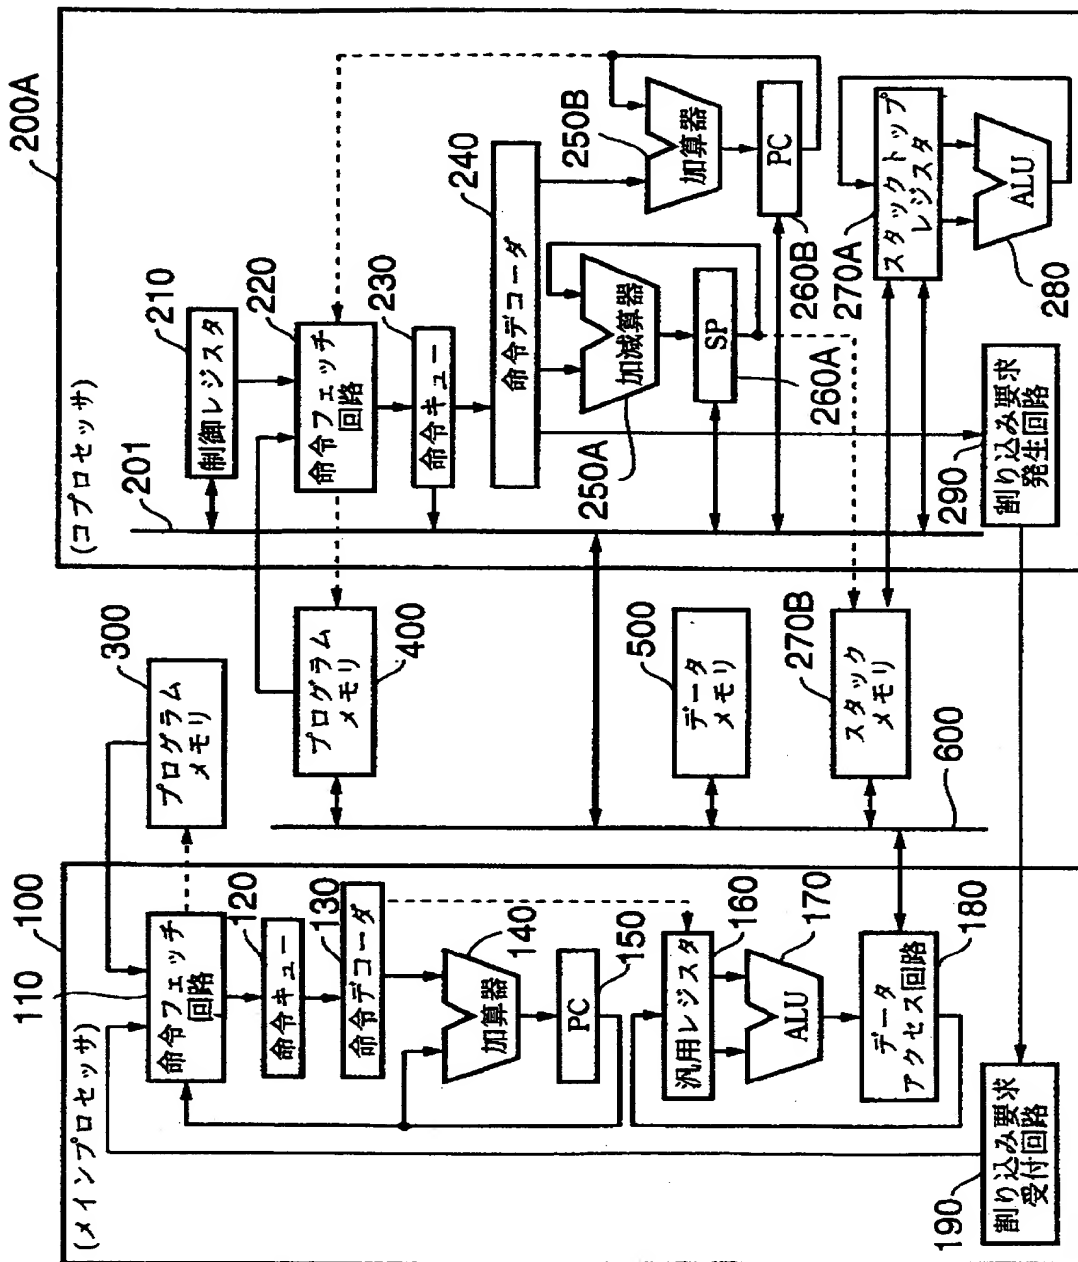 (メインプロセッサ)
100
110
命令フェッチ
回路
120
命令キュー
130
命令デコーダ
140
加算器
150
PC
160
汎用レジスタ
170
ALU
180
データ
アクセス回路
190
割り込み要求
受付回路
300
プログラム
メモリ
400
プログラム
メモリ
500
データ
メモリ
270B
スタック
メモリ
600
(コプロセッサ)
200A
201
210
制御レジスタ
220
命令フェッチ
回路
230
命令キュー
240
命令デコーダ
250A
加減算器
250B
加算器
260A
SP
260B
PC
270A
スタックトップ
レジスタ
280
ALU
290
割り込み要求
発生回路